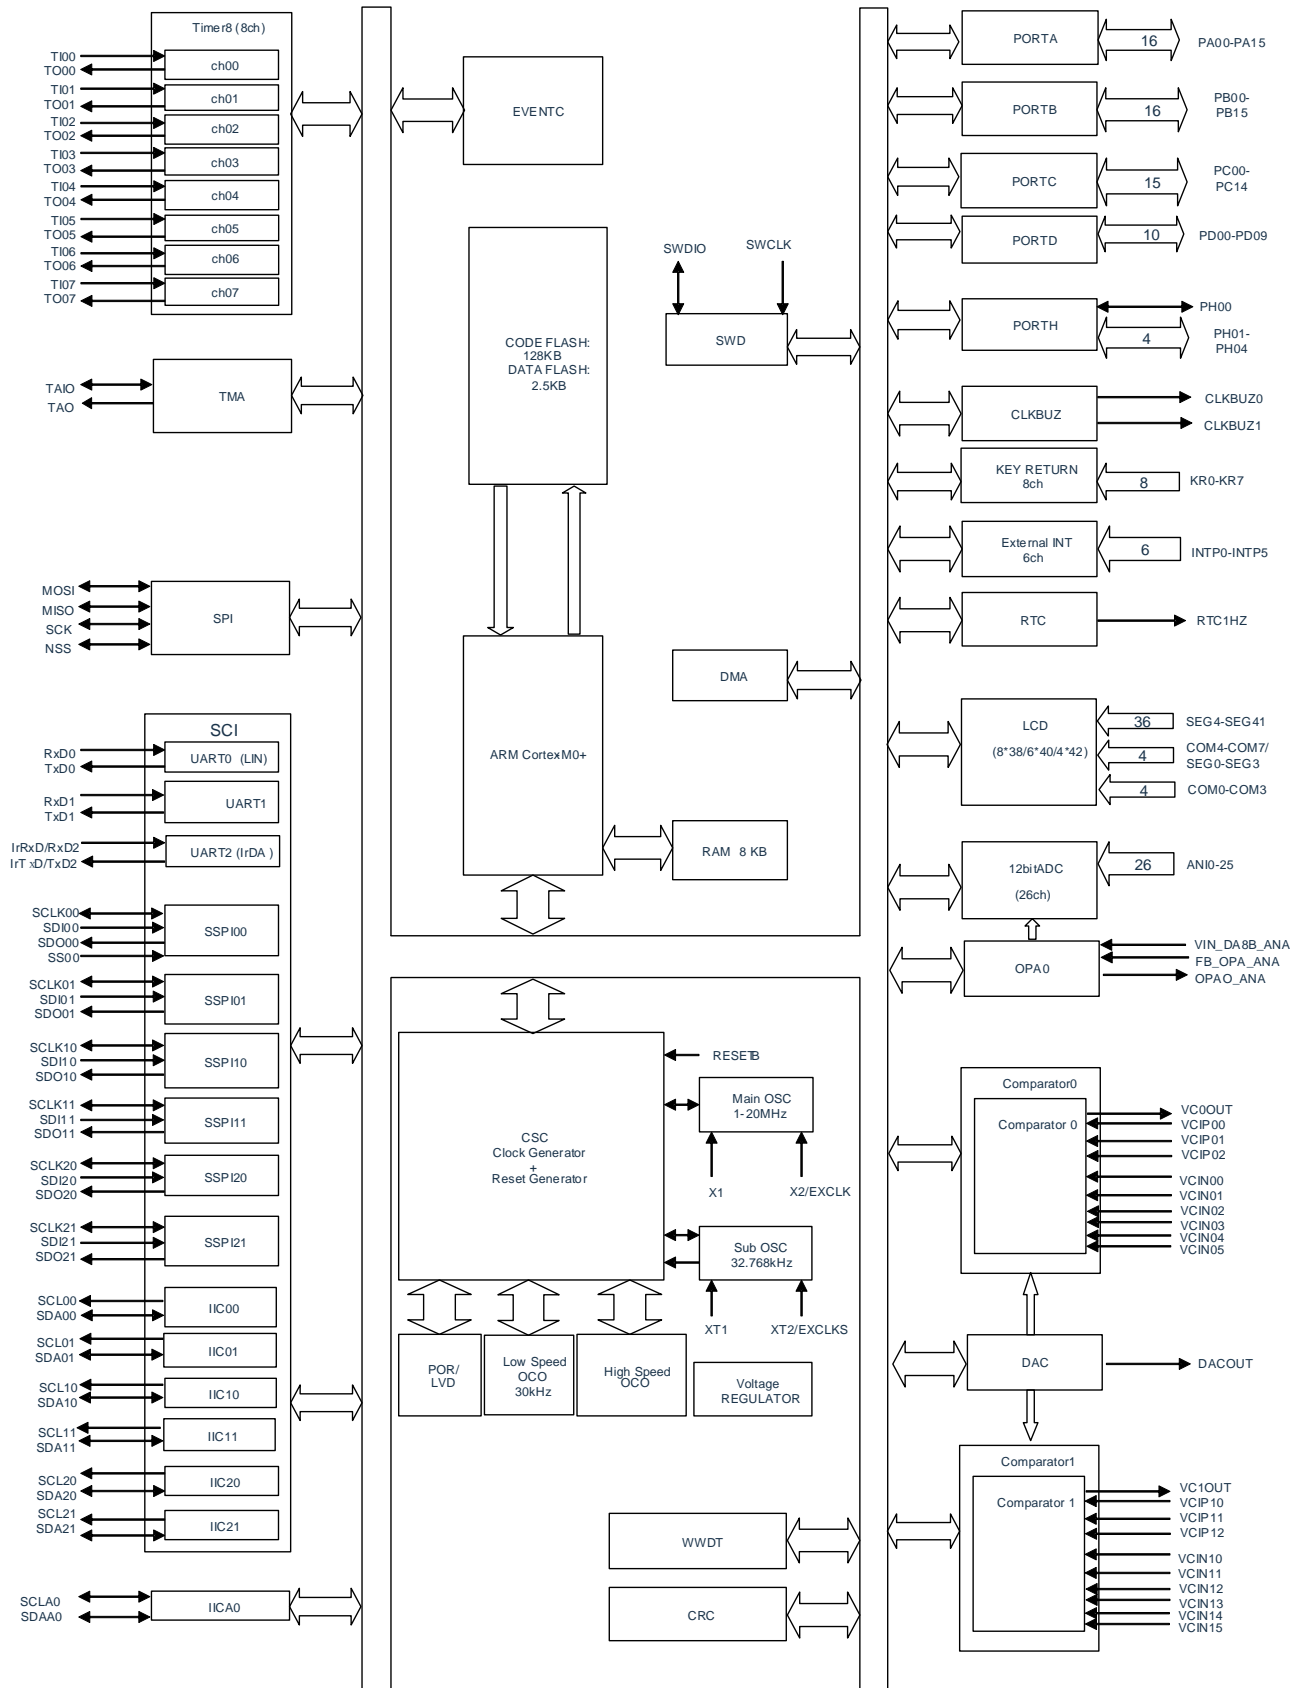 Timer8 (8ch)
TI00
TO00
ch00
TI01
TO01
ch01
TI02
TO02
ch02
TI03
TO03
ch03
TI04
TO04
ch04
TI05
TO05
ch05
TI06
TO06
ch06
TI07
TO07
ch07
TAIO
TAO
TMA
MOSI
MISO
SCK
NSS
SPI
SCI
RxD0
TxD0
UART0 (LIN)
RxD1
TxD1
UART1
IrRxD/RxD2
IrTxD/TxD2
UART2 (IrDA )
SCLK00
SDI00
SDO00
SS00
SSPI00
SCLK01
SDI01
SDO01
SSPI01
SCLK10
SDI10
SDO10
SSPI10
SCLK11
SDI11
SDO11
SSPI11
SCLK20
SDI20
SDO20
SSPI20
SCLK21
SDI21
SDO21
SSPI21
SCL00
SDA00
IIC00
SCL01
SDA01
IIC01
SCL10
SDA10
IIC10
SCL11
SDA11
IIC11
SCL20
SDA20
IIC20
SCL21
SDA21
IIC21
SCLA0
SDAA0
IICA0
EVENTC
CODE FLASH:
128KB
DATA FLASH:
2.5KB
SWDIO
SWCLK
SWD
DMA
ARM CortexM0+
RAM 8 KB
CSC
Clock Generator
+
Reset Generator
RESETB
Main OSC
1-20MHz
X1
X2/EXCLK
Sub OSC
32.768kHz
XT1
XT2/EXCLKS
POR/
LVD
Low Speed
OCO
30kHz
High Speed
OCO
Voltage
REGULATOR
WWDT
CRC
PORTA
16
PA00-PA15
PORTB
16
PB00-
PB15
PORTC
15
PC00-
PC14
PORTD
10
PD00-PD09
PORTH
PH00
4
PH01-
PH04
CLKBUZ
CLKBUZ0
CLKBUZ1
KEY RETURN
8ch
8
KR0-KR7
External INT
6ch
6
INTP0-INTP5
RTC
RTC1HZ
LCD
(8*38/6*40/4*42)
36
SEG4-SEG41
4
COM4-COM7/
SEG0-SEG3
4
COM0-COM3
12bitADC
(26ch)
26
ANI0-25
OPA0
VIN_DA8B_ANA
FB_OPA_ANA
OPAO_ANA
Comparator0
Comparator 0
VC0OUT
VCIP00
VCIP01
VCIP02
VCIN00
VCIN01
VCIN02
VCIN03
VCIN04
VCIN05
DAC
DACOUT
Comparator1
Comparator 1
VC1OUT
VCIP10
VCIP11
VCIP12
VCIN10
VCIN11
VCIN12
VCIN13
VCIN14
VCIN15